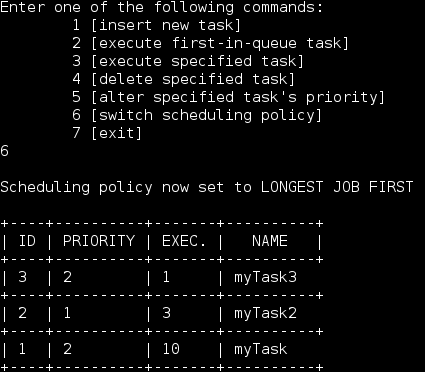 Enter one of the following commands:
1 [insert new task]
2 [execute first-in-queue task]
3 [execute specified task]
4 [delete specified task]
5 [alter specified task's priority]
6 [switch scheduling policy]
7 [exit]
6
Scheduling policy now set to LONGEST JOB FIRST
+----+----------+-------+----------+
| ID | PRIORITY | EXEC. |   NAME   |
+----+----------+-------+----------+
| 3  | 2        | 1     | myTask3
+----+----------+-------+----------+
| 2  | 1        | 3     | myTask2
+----+----------+-------+----------+
| 1  | 2        | 10    | myTask
+----+----------+-------+----------+